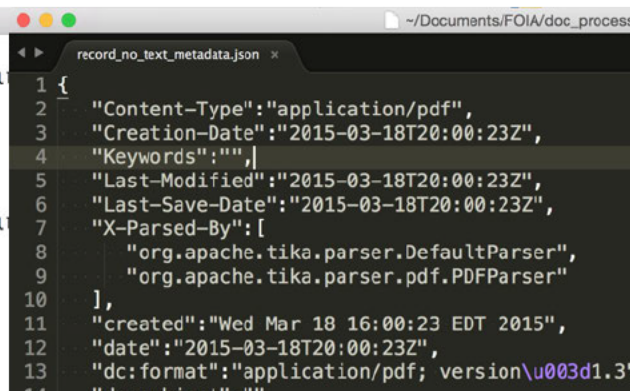 ~/Documents/FOIA/doc_process
record_no_text_metadata.json ×
1 {
2 "Content-Type":"application/pdf",
3 "Creation-Date":"2015-03-18T20:00:23Z",
4 "Keywords":"",
5 "Last-Modified":"2015-03-18T20:00:23Z",
6 "Last-Save-Date":"2015-03-18T20:00:23Z",
7 "X-Parsed-By":[
8 "org.apache.tika.parser.DefaultParser",
9 "org.apache.tika.parser.pdf.PDFParser"
10 ],
11 "created":"Wed Mar 18 16:00:23 EDT 2015",
12 "date":"2015-03-18T20:00:23Z",
13 "dc:format":"application/pdf; version\u003d1.3"